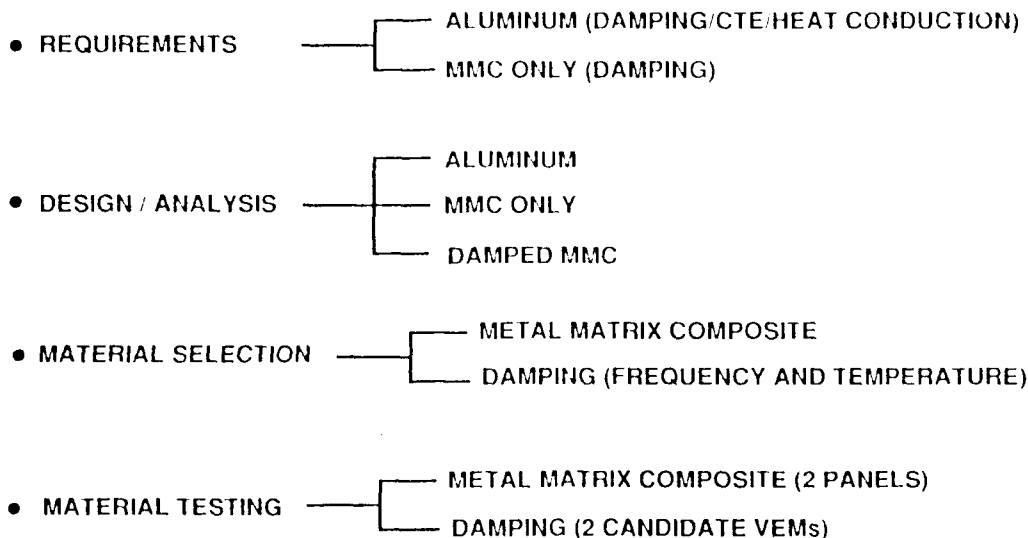 ALUMINUM (DAMPING/CTE/HEAT CONDUCTION)
• REQUIREMENTS
MMC ONLY (DAMPING)
ALUMINUM
• DESIGN / ANALYSIS
MMC ONLY
DAMPED MMC
METAL MATRIX COMPOSITE
• MATERIAL SELECTION
DAMPING (FREQUENCY AND TEMPERATURE)
METAL MATRIX COMPOSITE (2 PANELS)
• MATERIAL TESTING
DAMPING (2 CANDIDATE VEMs)